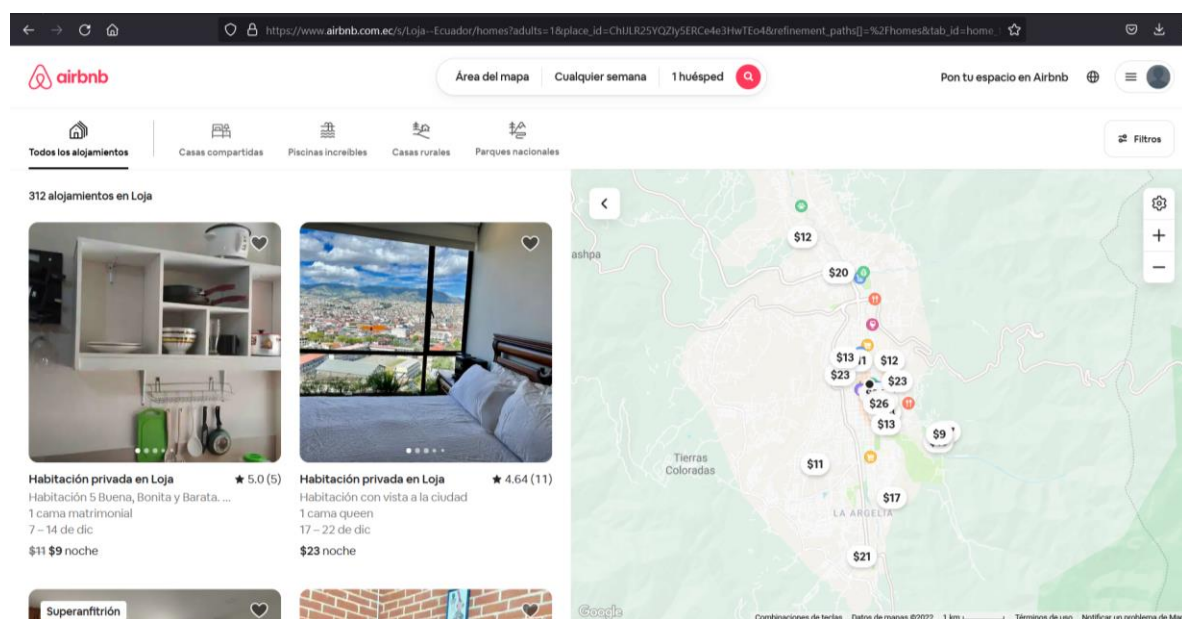 https://www.airbnb.com.ec/s/Loja--Ecuador/homes?adults=1&place_id=ChIJLR25YQZIy5ERCe4e3HwTEo4&refinement_paths[]=%2Fhomes&tab_id=home_
airbnb
Área del mapa Cualquier semana 1 huésped
Pon tu espacio en Airbnb
Todos los alojamientos
Casas compartidas
Piscinas increíbles
Casas rurales
Parques nacionales
Filtros
312 alojamientos en Loja
Habitación privada en Loja ★ 5.0 (5)
Habitación 5 Buena, Bonita y Barata. ...
1 cama matrimonial
7 – 14 de dic
$11 $9 noche
Habitación privada en Loja ★ 4.64 (11)
Habitación con vista a la ciudad
1 cama queen
17 – 22 de dic
$23 noche
Superanfitrión
ashpa
$12
$20
$13
$12
$23
$23
$26
$13
$9
Tierras
Coloradas
$11
$17
LA ARGELIA
$21
Google
Combinaciones de teclas Datos de mapas ©2022 1 km Términos de uso Notificar un problema de Ma